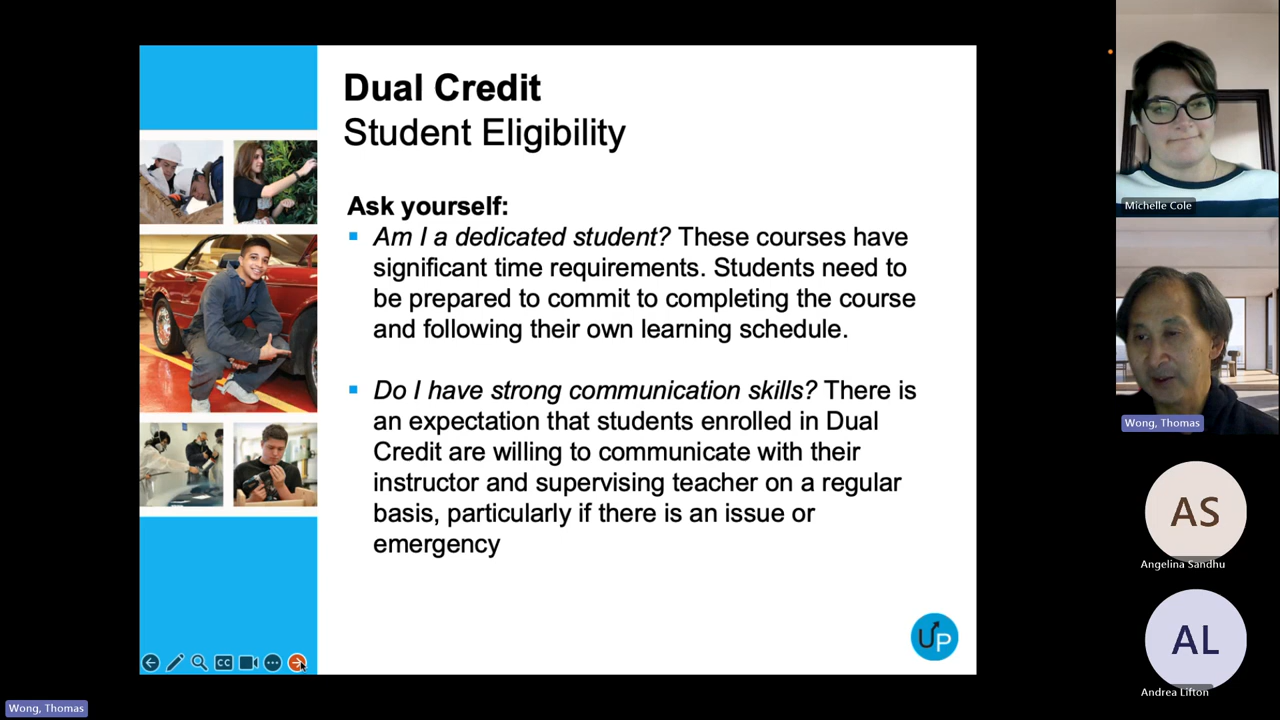 Dual Credit
Student Eligibility
Ask yourself:
Am I a dedicated student? These courses have
significant time requirements. Students need to
be prepared to commit to completing the course
and following their own learning schedule.
Do I have strong communication skills? There is
an expectation that students enrolled in Dual
Credit are willing to communicate with their
instructor and supervising teacher on a regular
basis, particularly if there is an issue or
emergency
UP
CC
Wong, Thomas
Michelle Cole
Wong, Thomas
AS
Angelina Sandhu
AL
Andrea Lifton